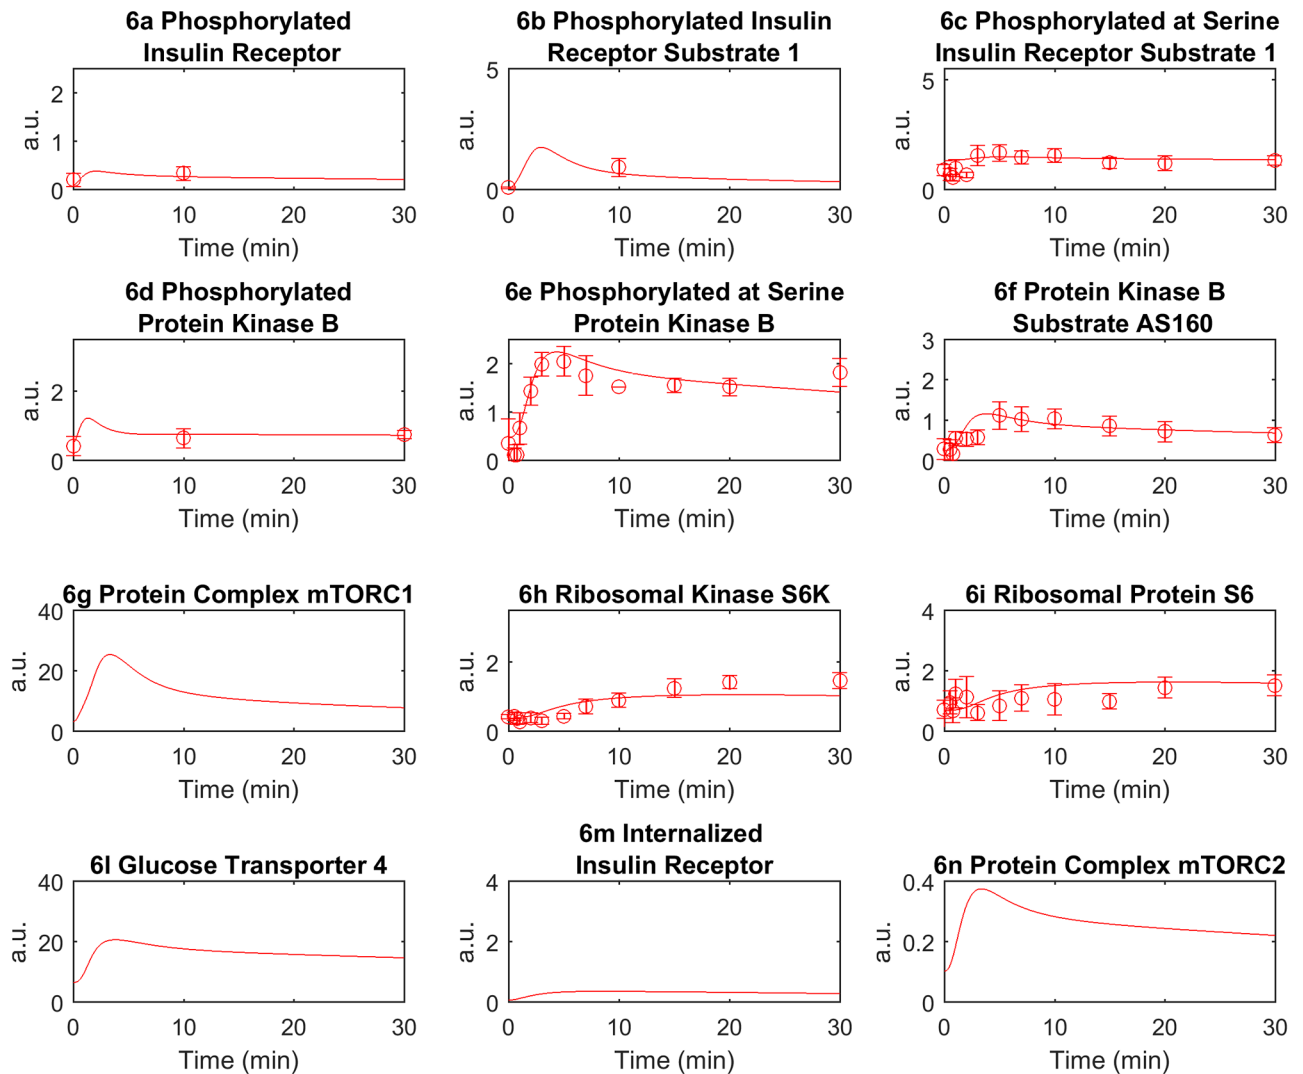 6a Phosphorylated
Insulin Receptor
2
1
0
a.u.
0 10 20 30
Time (min)
6b Phosphorylated Insulin
Receptor Substrate 1
5
0
a.u.
0 10 20 30
Time (min)
6c Phosphorylated at Serine
Insulin Receptor Substrate 1
5
0
a.u.
0 10 20 30
Time (min)
6d Phosphorylated
Protein Kinase B
2
0
a.u.
0 10 20 30
Time (min)
6e Phosphorylated at Serine
Protein Kinase B
2
1
0
a.u.
0 10 20 30
Time (min)
6f Protein Kinase B
Substrate AS160
3
2
1
0
a.u.
0 10 20 30
Time (min)
6g Protein Complex mTORC1
40
20
0
a.u.
0 10 20 30
Time (min)
6h Ribosomal Kinase S6K
2
0
a.u.
0 10 20 30
Time (min)
6i Ribosomal Protein S6
4
2
0
a.u.
0 10 20 30
Time (min)
6l Glucose Transporter 4
40
20
0
a.u.
0 10 20 30
Time (min)
6m Internalized
Insulin Receptor
4
2
0
a.u.
0 10 20 30
Time (min)
6n Protein Complex mTORC2
0.4
0.2
0
a.u.
0 10 20 30
Time (min)